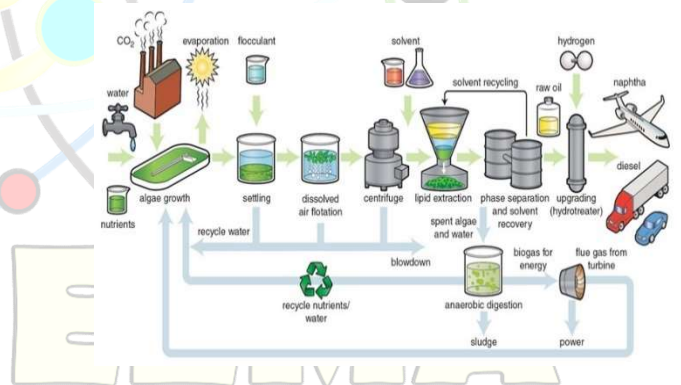 CO2
evaporation
flocculant
solvent
hydrogen
water
solvent recycling
raw oil
naphtha
diesel
nutrients
algae growth
settling
dissolved
air flotation
centrifuge
lipid extraction
phase separation
and solvent
recovery
upgrading
(hydrotreater)
recycle water
spent algae
and water
blowdown
biogas for
energy
flue gas from
turbine
recycle nutrients/
water
anaerobic digestion
sludge
power